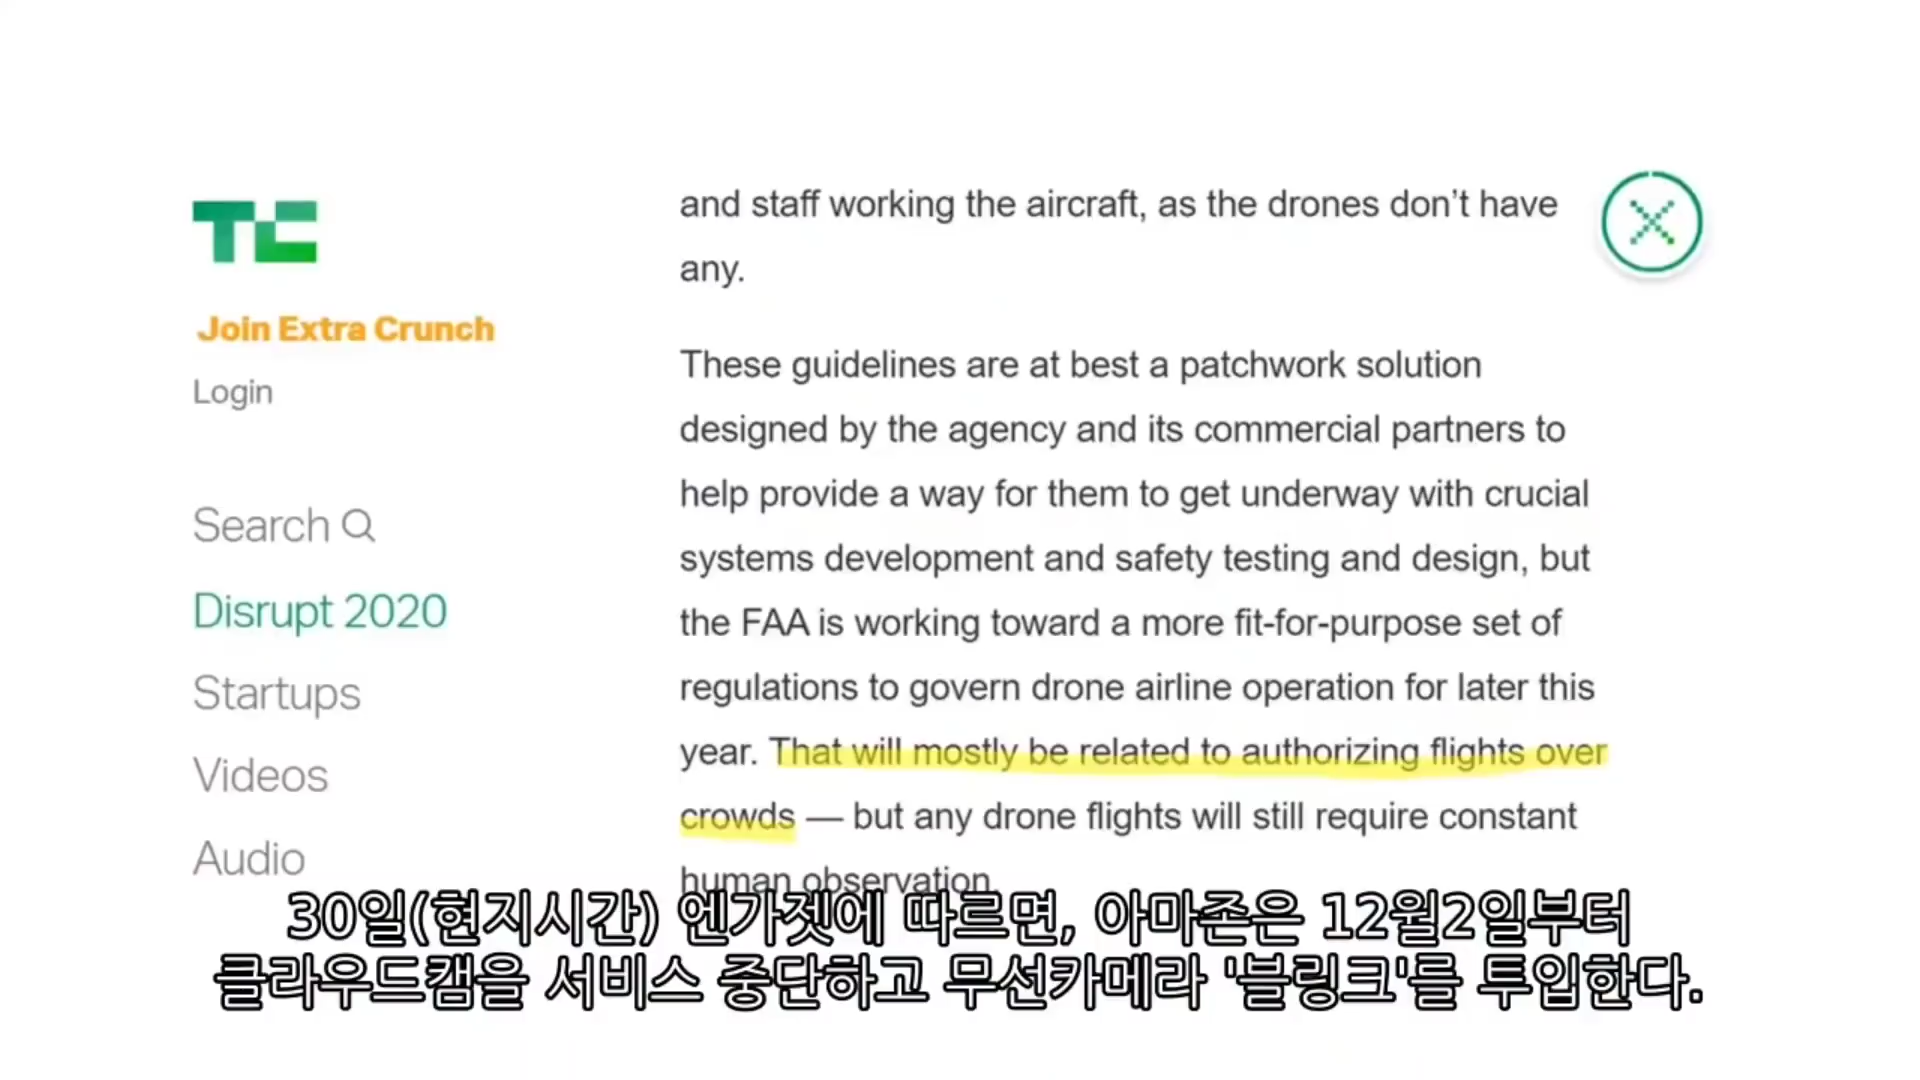 TC
Join Extra Crunch
Login
Search
Disrupt 2020
Startups
Videos
Audio
and staff working the aircraft, as the drones don’t have
any.
These guidelines are at best a patchwork solution
designed by the agency and its commercial partners to
help provide a way for them to get underway with crucial
systems development and safety testing and design, but
the FAA is working toward a more fit-for-purpose set of
regulations to govern drone airline operation for later this
year. That will mostly be related to authorizing flights over
crowds — but any drone flights will still require constant
human observation.
30일(현지시간) 엔가젯에 따르면, 아마존은 12월2일부터
클라우드캠을 서비스 중단하고 무선카메라 '블링크'를 투입한다.